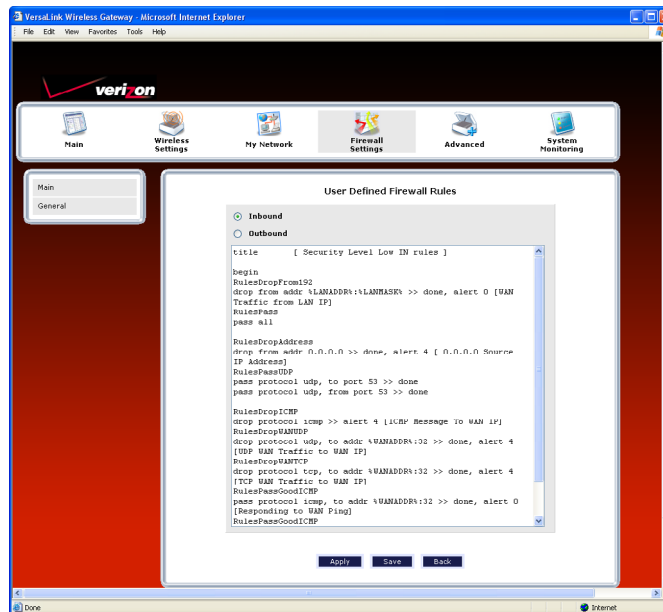 VersaLink Wireless Gateway - Microsoft Internet Explorer
File Edit View Favorites Tools Help
verizon
Main
Wireless
Settings
My Network
Firewall
Settings
Advanced
System
Monitoring
Main
General
User Defined Firewall Rules
Inbound
Outbound
title [ Security Level Low IN rules ]
begin
RulesDropFrom192
drop from addr %LANADDR%:%LANMASK% >> done, alert 0 [WAN
Traffic from LAN IP]
RulesPass
pass all
RulesDropAddress
drop from addr 0.0.0.0 >> done, alert 4 [ 0.0.0.0 Source
IP Address]
RulesPassUDP
pass protocol udp, to port 53 >> done
pass protocol udp, from port 53 >> done
RulesDropICMP
drop protocol icmp >> alert 4 [ICMP Message To WAN IP]
RulesDropWANUDP
drop protocol udp, to addr %WANADDR%:32 >> done, alert 4
[UDP WAN Traffic to WAN IP]
RulesDropWANTCP
drop protocol tcp, to addr %WANADDR%:32 >> done, alert 4
[TCP WAN Traffic to WAN IP]
RulesPassGoodICMP
pass protocol icmp, to addr %WANADDR%:32 >> done, alert 0
[Responding to WAN Ping]
RulesPassGoodICMP
Apply Save Back
Done Internet